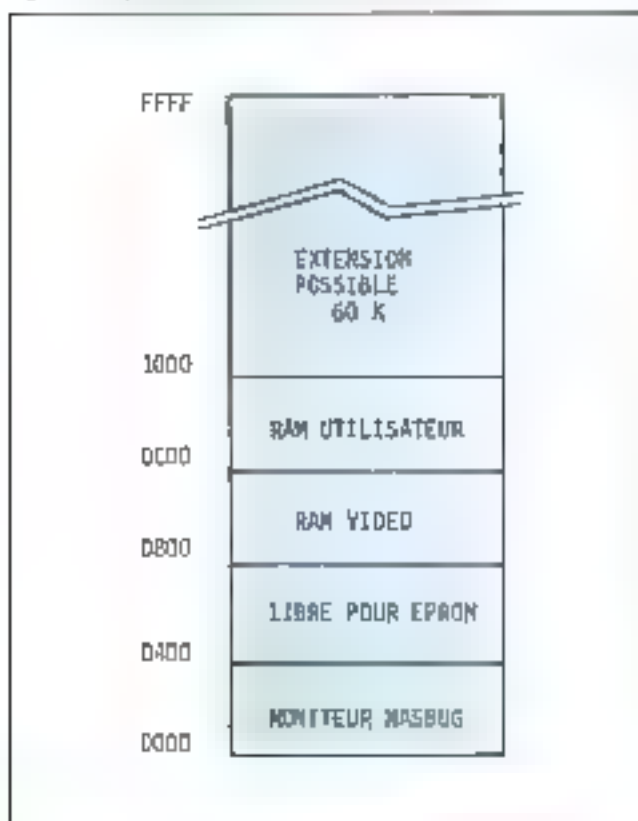 FFFF
EXTENSION
POSSIBLE
60 K
1000
RAM UTILISATEUR
0C00
RAM VIDEO
0800
LIBRE POUR EPROM
0400
MONITEUR NASBUG
0000